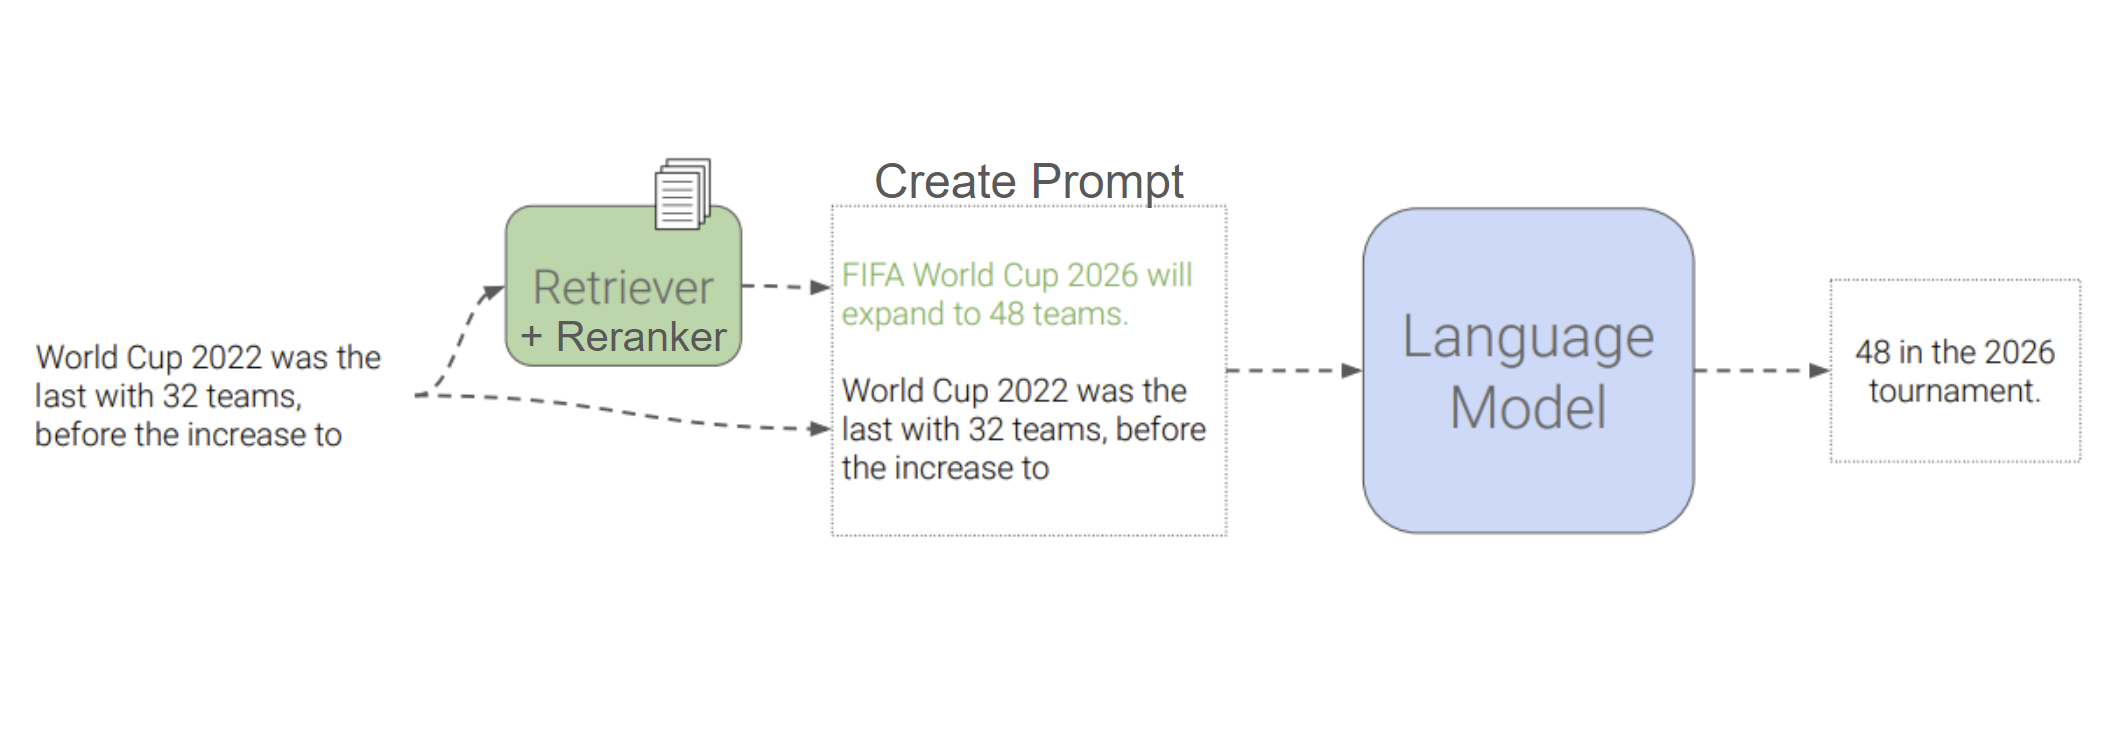 World Cup 2022 was the
last with 32 teams,
before the increase to
Retriever
+ Reranker
Create Prompt
FIFA World Cup 2026 will
expand to 48 teams.
World Cup 2022 was the
last with 32 teams, before
the increase to
Language
Model
48 in the 2026
tournament.